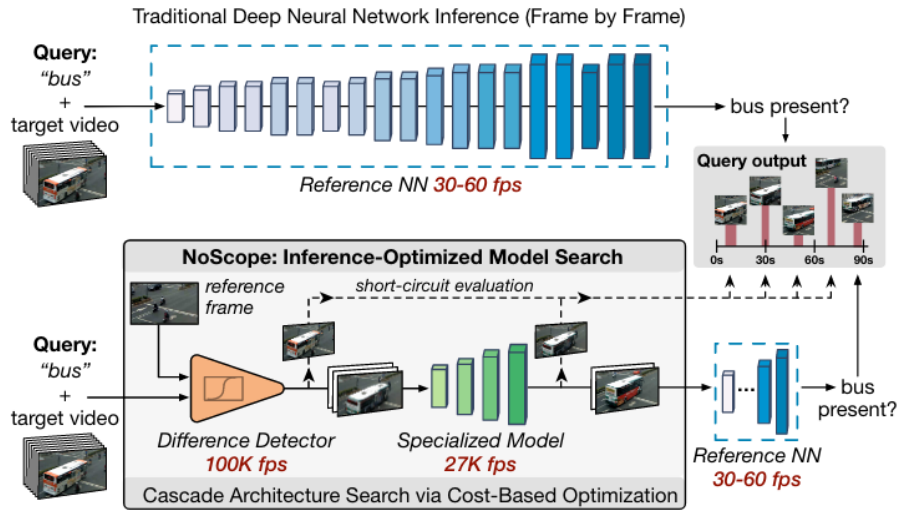 Traditional Deep Neural Network Inference (Frame by Frame)
Query:
“bus”
+
target video
bus present?
Reference NN 30-60 fps
Query output
0s 30s 60s 90s
NoScope: Inference-Optimized Model Search
reference
frame
short-circuit evaluation
Query:
“bus”
+
target video
...
bus
present?
Difference Detector
100K fps
Specialized Model
27K fps
Reference NN
30-60 fps
Cascade Architecture Search via Cost-Based Optimization